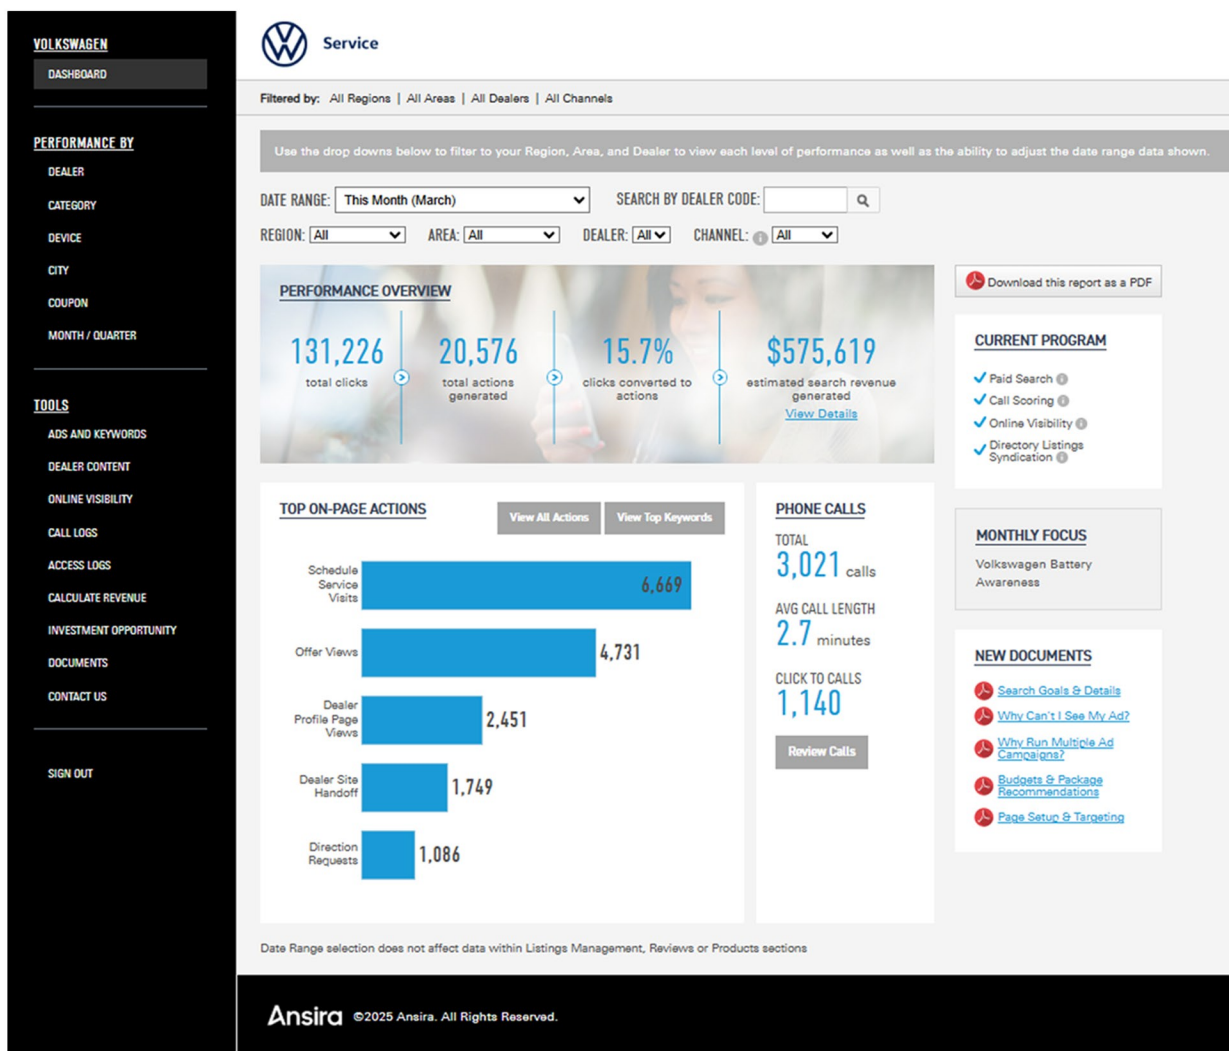 VOLKSWAGEN
DASHBOARD
PERFORMANCE BY
DEALER
CATEGORY
DEVICE
CITY
COUPON
MONTH / QUARTER
TOOLS
ADS AND KEYWORDS
DEALER CONTENT
ONLINE VISIBILITY
CALL LOGS
ACCESS LOGS
CALCULATE REVENUE
INVESTMENT OPPORTUNITY
DOCUMENTS
CONTACT US
SIGN OUT
Service
Filtered by: All Regions | All Areas | All Dealers | All Channels
Use the drop downs below to filter to your Region, Area, and Dealer to view each level of performance as well as the ability to adjust the date range data shown.
DATE RANGE: This Month (March) SEARCH BY DEALER CODE:
REGION: All AREA: All DEALER: All CHANNEL: All
PERFORMANCE OVERVIEW
131,226
total clicks
20,576
total actions
generated
15.7%
clicks converted to
actions
$575,619
estimated search revenue
generated
View Details
TOP ON-PAGE ACTIONS
View All Actions
View Top Keywords
Schedule
Service
Visits
6,669
Offer Views
4,731
Dealer
Profile Page
Views
2,451
Dealer Site
Handoff
1,749
Direction
Requests
1,086
PHONE CALLS
TOTAL
3,021 calls
AVG CALL LENGTH
2.7 minutes
CLICK TO CALLS
1,140
Review Calls
Download this report as a PDF
CURRENT PROGRAM
Paid Search
Call Scoring
Online Visibility
Directory Listings
Syndication
MONTHLY FOCUS
Volkswagen Battery
Awareness
NEW DOCUMENTS
Search Goals & Details
Why Can't I See My Ad?
Why Run Multiple Ad
Campaigns?
Budgets & Package
Recommendations
Page Setup & Targeting
Date Range selection does not affect data within Listings Management, Reviews or Products sections
Ansira ©2025 Ansira. All Rights Reserved.